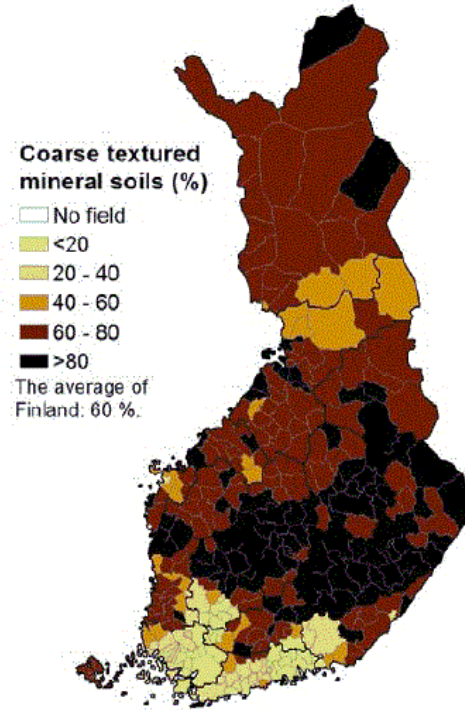 Coarse textured
mineral soils (%)
No field
<20
20 - 40
40 - 60
60 - 80
>80
The average of
Finland: 60 %.